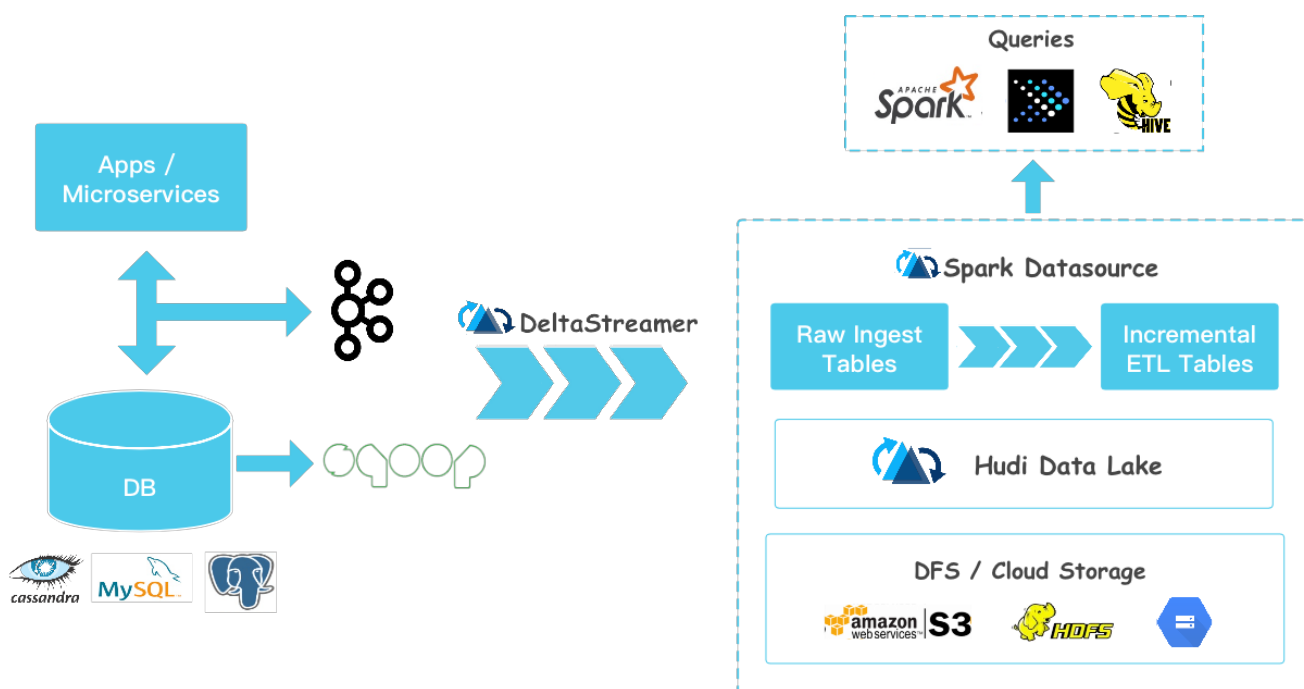 Queries
APACHE
Spark
HIVE
Apps /
Microservices
Spark Datasource
DeltaStreamer
Raw Ingest
Tables
Incremental
ETL Tables
sqoop
Hudi Data Lake
DB
cassandra
MySQL
DFS / Cloud Storage
amazon
web services
S3
HDFS